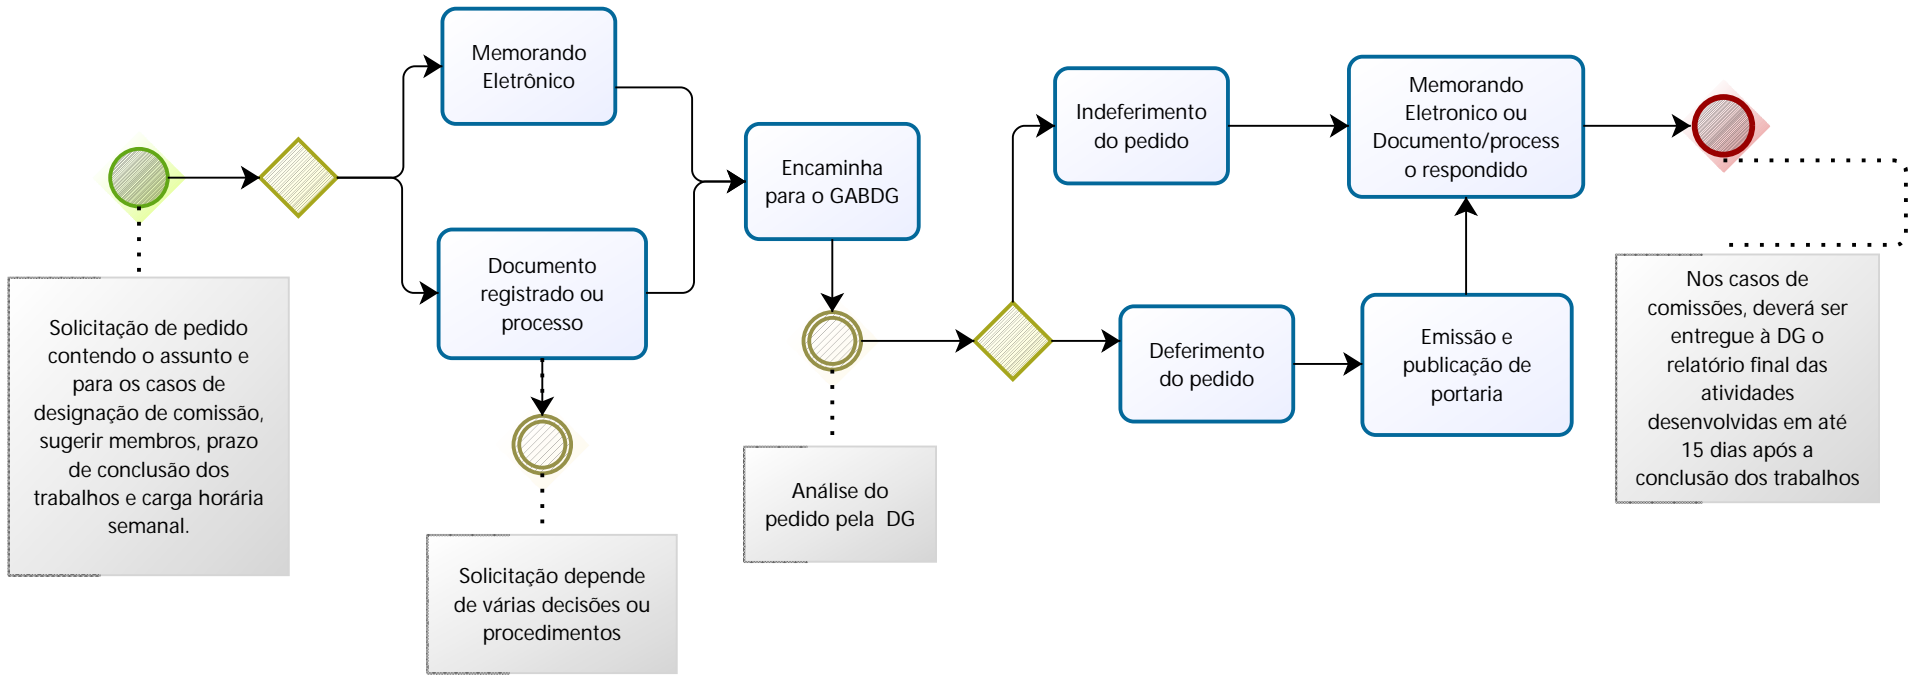 Memorando
Eletrônico
Documento
registrado ou
processo
Encaminha
para o GABDG
Indeferimento
do pedido
Memorando
Eletronico ou
Documento/process
o respondido
Deferimento
do pedido
Emissão e
publicação de
portaria
Solicitação de pedido
contendo o assunto e
para os casos de
designação de comissão,
sugerir membros, prazo
de conclusão dos
trabalhos e carga horária
semanal.
Solicitação depende
de várias decisões ou
procedimentos
Análise do
pedido pela  DG
Nos casos de
comissões, deverá ser
entregue à DG o
relatório final das
atividades
desenvolvidas em até
15 dias após a
conclusão dos trabalhos